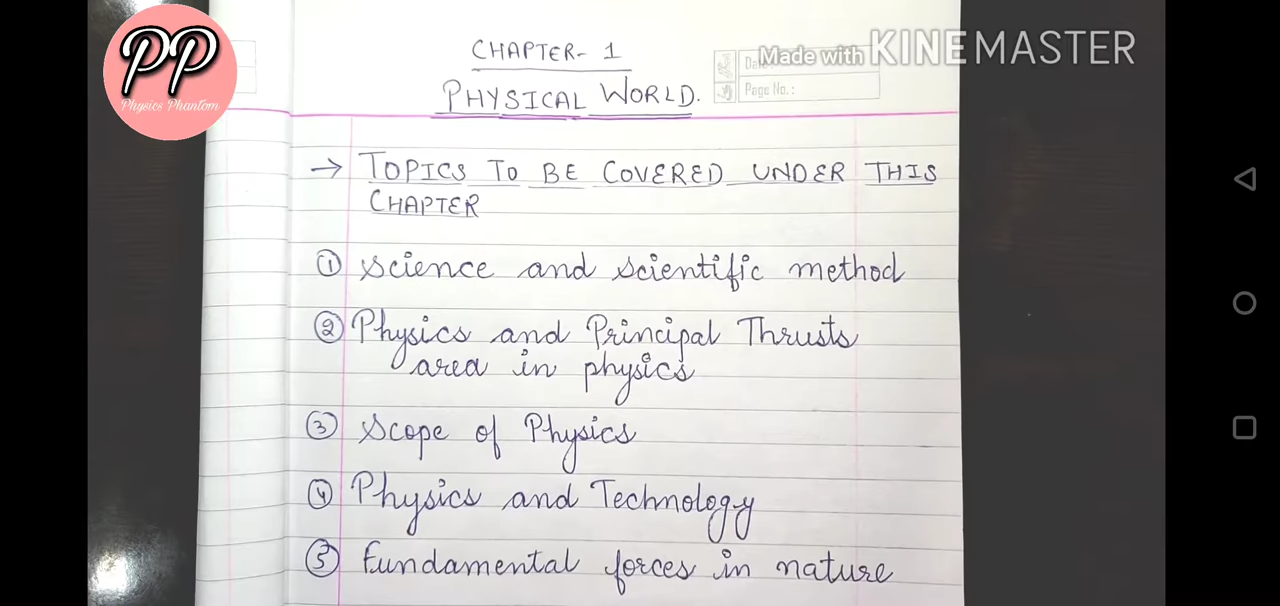 PP
Physics Phantom
Made with KINEMASTER
CHAPTER- 1
Page No.:
PHYSICAL WORLD.
→ TOPICS TO BE COVERED UNDER THIS
CHAPTER
① Science and scientific method
② Physics and Principal Thrusts
area in physics
③ Scope of Physics
④ Physics and Technology
⑤ Fundamental forces in nature